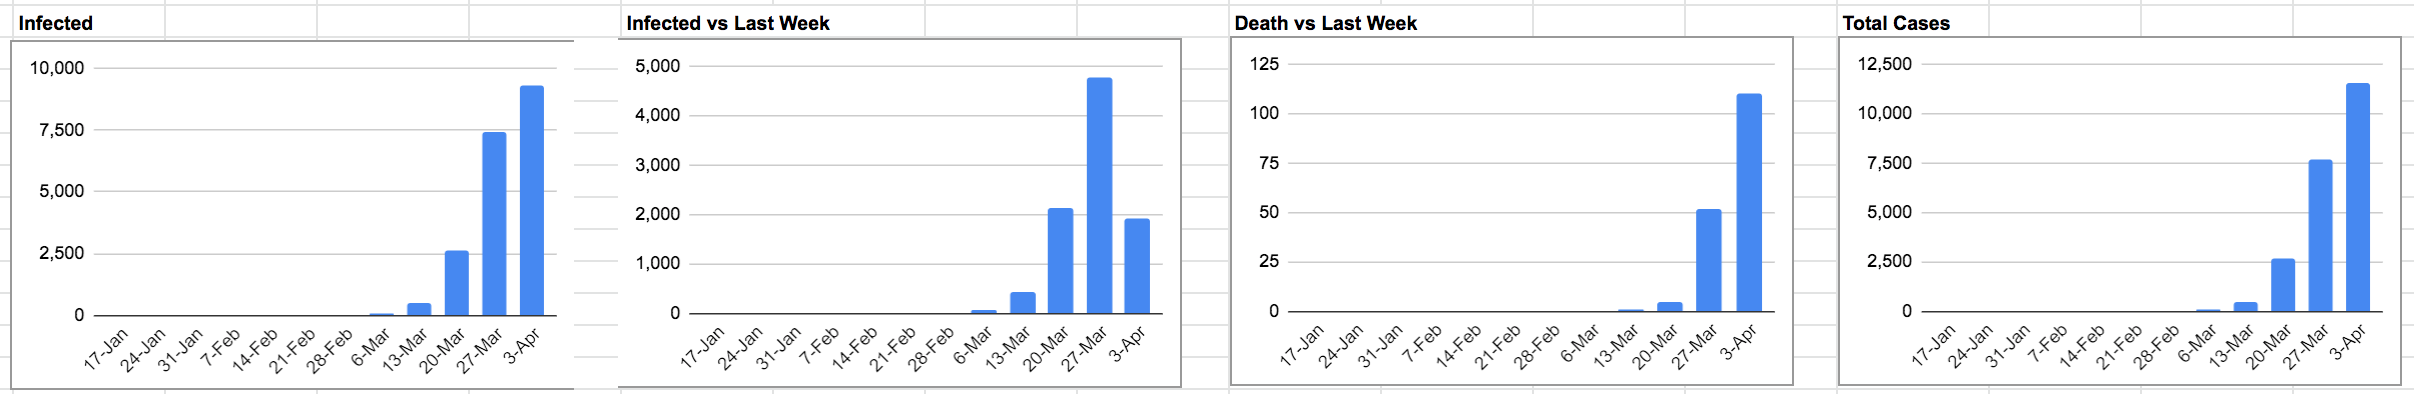 Infected
10,000
7,500
5,000
2,500
0
17-Jan 24-Jan 31-Jan 7-Feb 14-Feb 21-Feb 28-Feb 6-Mar 13-Mar 20-Mar 27-Mar 3-Apr
Infected vs Last Week
5,000
4,000
3,000
2,000
1,000
0
17-Jan 24-Jan 31-Jan 7-Feb 14-Feb 21-Feb 28-Feb 6-Mar 13-Mar 20-Mar 27-Mar 3-Apr
Death vs Last Week
125
100
75
50
25
0
17-Jan 24-Jan 31-Jan 7-Feb 14-Feb 21-Feb 28-Feb 6-Mar 13-Mar 20-Mar 27-Mar 3-Apr
Total Cases
12,500
10,000
7,500
5,000
2,500
0
17-Jan 24-Jan 31-Jan 7-Feb 14-Feb 21-Feb 28-Feb 6-Mar 13-Mar 20-Mar 27-Mar 3-Apr